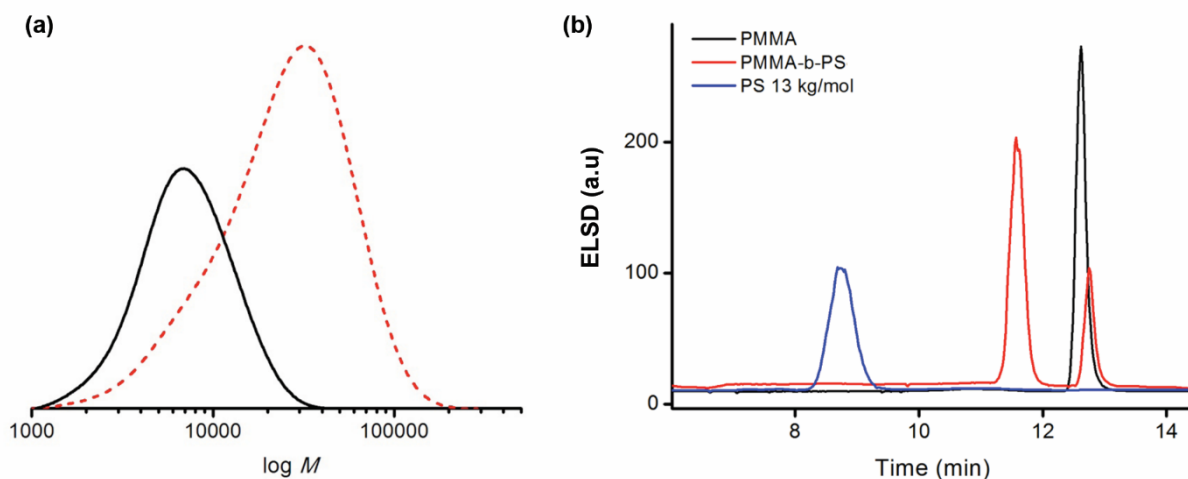 (a)
1000
10000
100000
log M
(b)
PMMA
PMMA-b-PS
PS 13 kg/mol
200
100
0
ELSD (a.u)
8
10
12
14
Time (min)